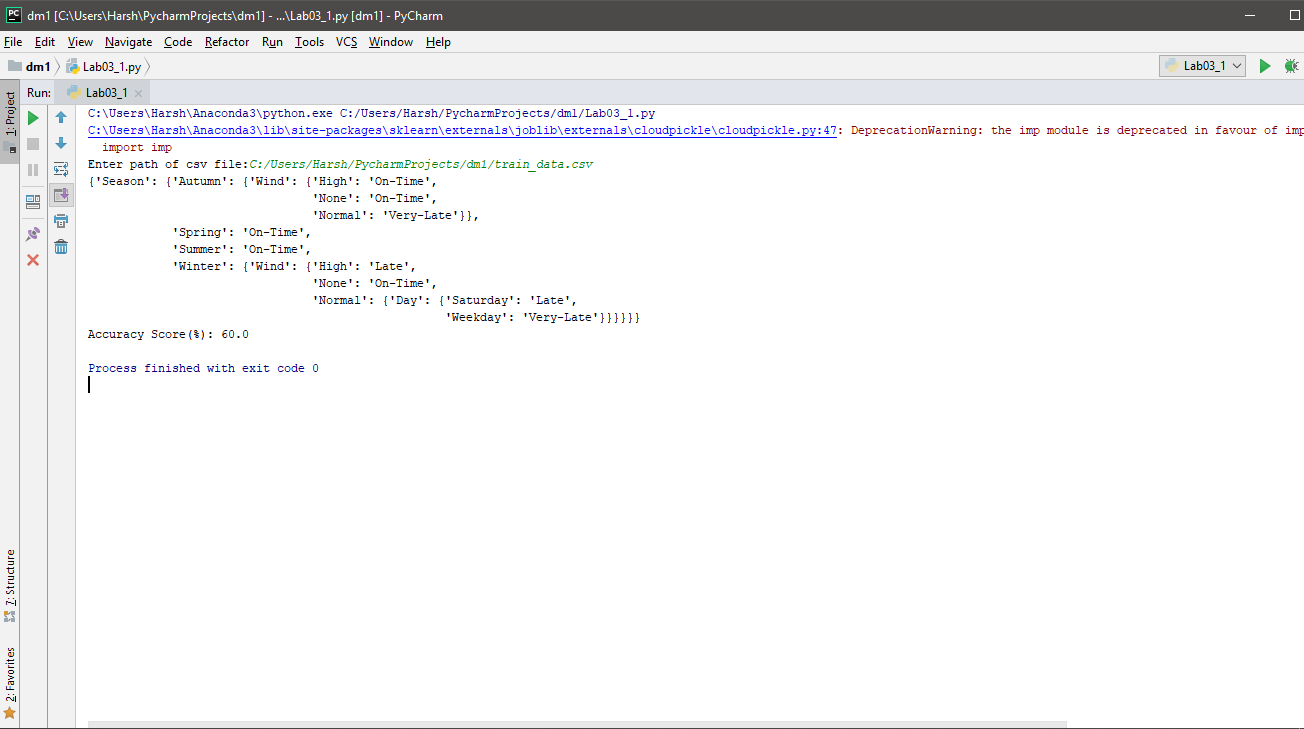 dm1 [C:\Users\Harsh\PycharmProjects\dm1] - ...\Lab03_1.py [dm1] - PyCharm
File Edit View Navigate Code Refactor Run Tools VCS Window Help
dm1 Lab03_1.py Lab03_1
Run: Lab03_1
1: Project
C:\Users\Harsh\Anaconda3\python.exe C:/Users/Harsh/PycharmProjects/dm1/Lab03_1.py
C:\Users\Harsh\Anaconda3\lib\site-packages\sklearn\externals\joblib\externals\cloudpickle\cloudpickle.py:47: DeprecationWarning: the imp module is deprecated in favour of imp
  import imp
Enter path of csv file:C:/Users/Harsh/PycharmProjects/dm1/train_data.csv
{'Season': {'Autumn': {'Wind': {'High': 'On-Time',
                                'None': 'On-Time',
                                'Normal': 'Very-Late'}},
            'Spring': 'On-Time',
            'Summer': 'On-Time',
            'Winter': {'Wind': {'High': 'Late',
                                'None': 'On-Time',
                                'Normal': {'Day': {'Saturday': 'Late',
                                                   'Weekday': 'Very-Late'}}}}}}
Accuracy Score(%): 60.0
Process finished with exit code 0
7: Structure
2: Favorites